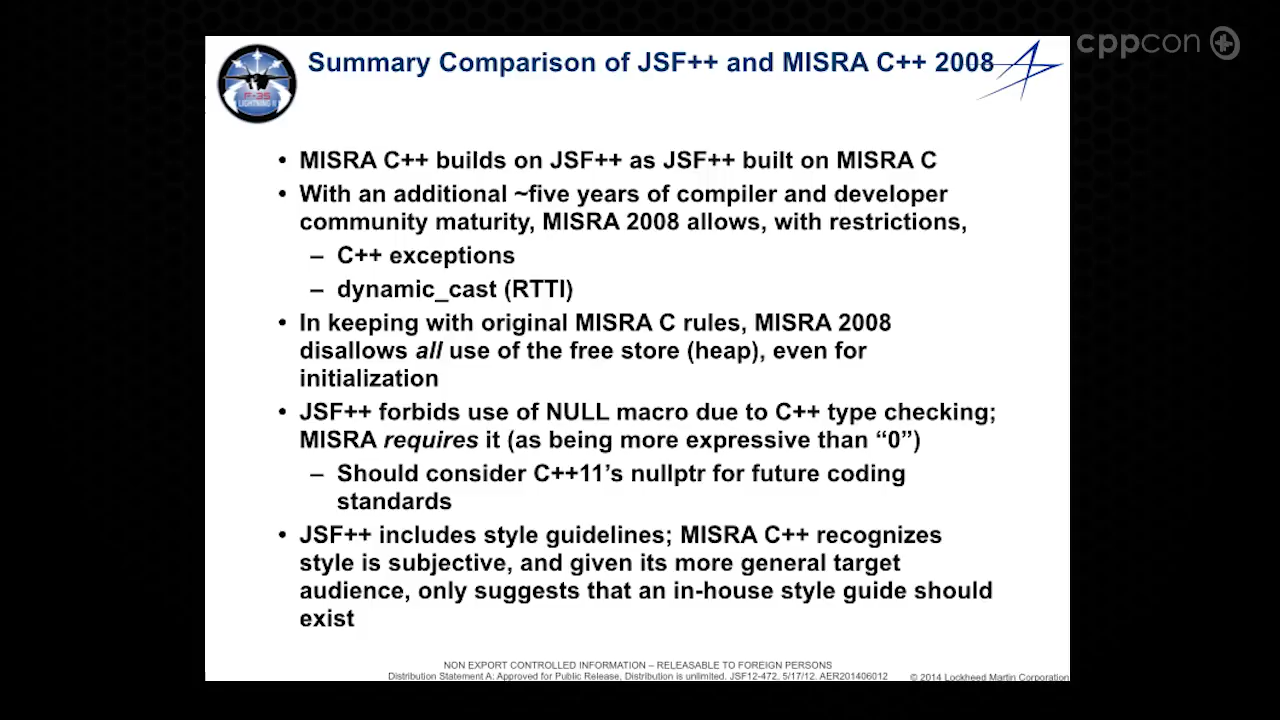 cppcon
Summary Comparison of JSF++ and MISRA C++ 2008
F-35
LIGHTNING II
• MISRA C++ builds on JSF++ as JSF++ built on MISRA C
• With an additional ~five years of compiler and developer
community maturity, MISRA 2008 allows, with restrictions,
– C++ exceptions
– dynamic_cast (RTTI)
• In keeping with original MISRA C rules, MISRA 2008
disallows all use of the free store (heap), even for
initialization
• JSF++ forbids use of NULL macro due to C++ type checking;
MISRA requires it (as being more expressive than “0”)
– Should consider C++11’s nullptr for future coding
standards
• JSF++ includes style guidelines; MISRA C++ recognizes
style is subjective, and given its more general target
audience, only suggests that an in-house style guide should
exist
NON EXPORT CONTROLLED INFORMATION – RELEASABLE TO FOREIGN PERSONS
Distribution Statement A: Approved for Public Release, Distribution is unlimited. JSF12-472, 5/17/12. AER201406012
© 2014 Lockheed Martin Corporation